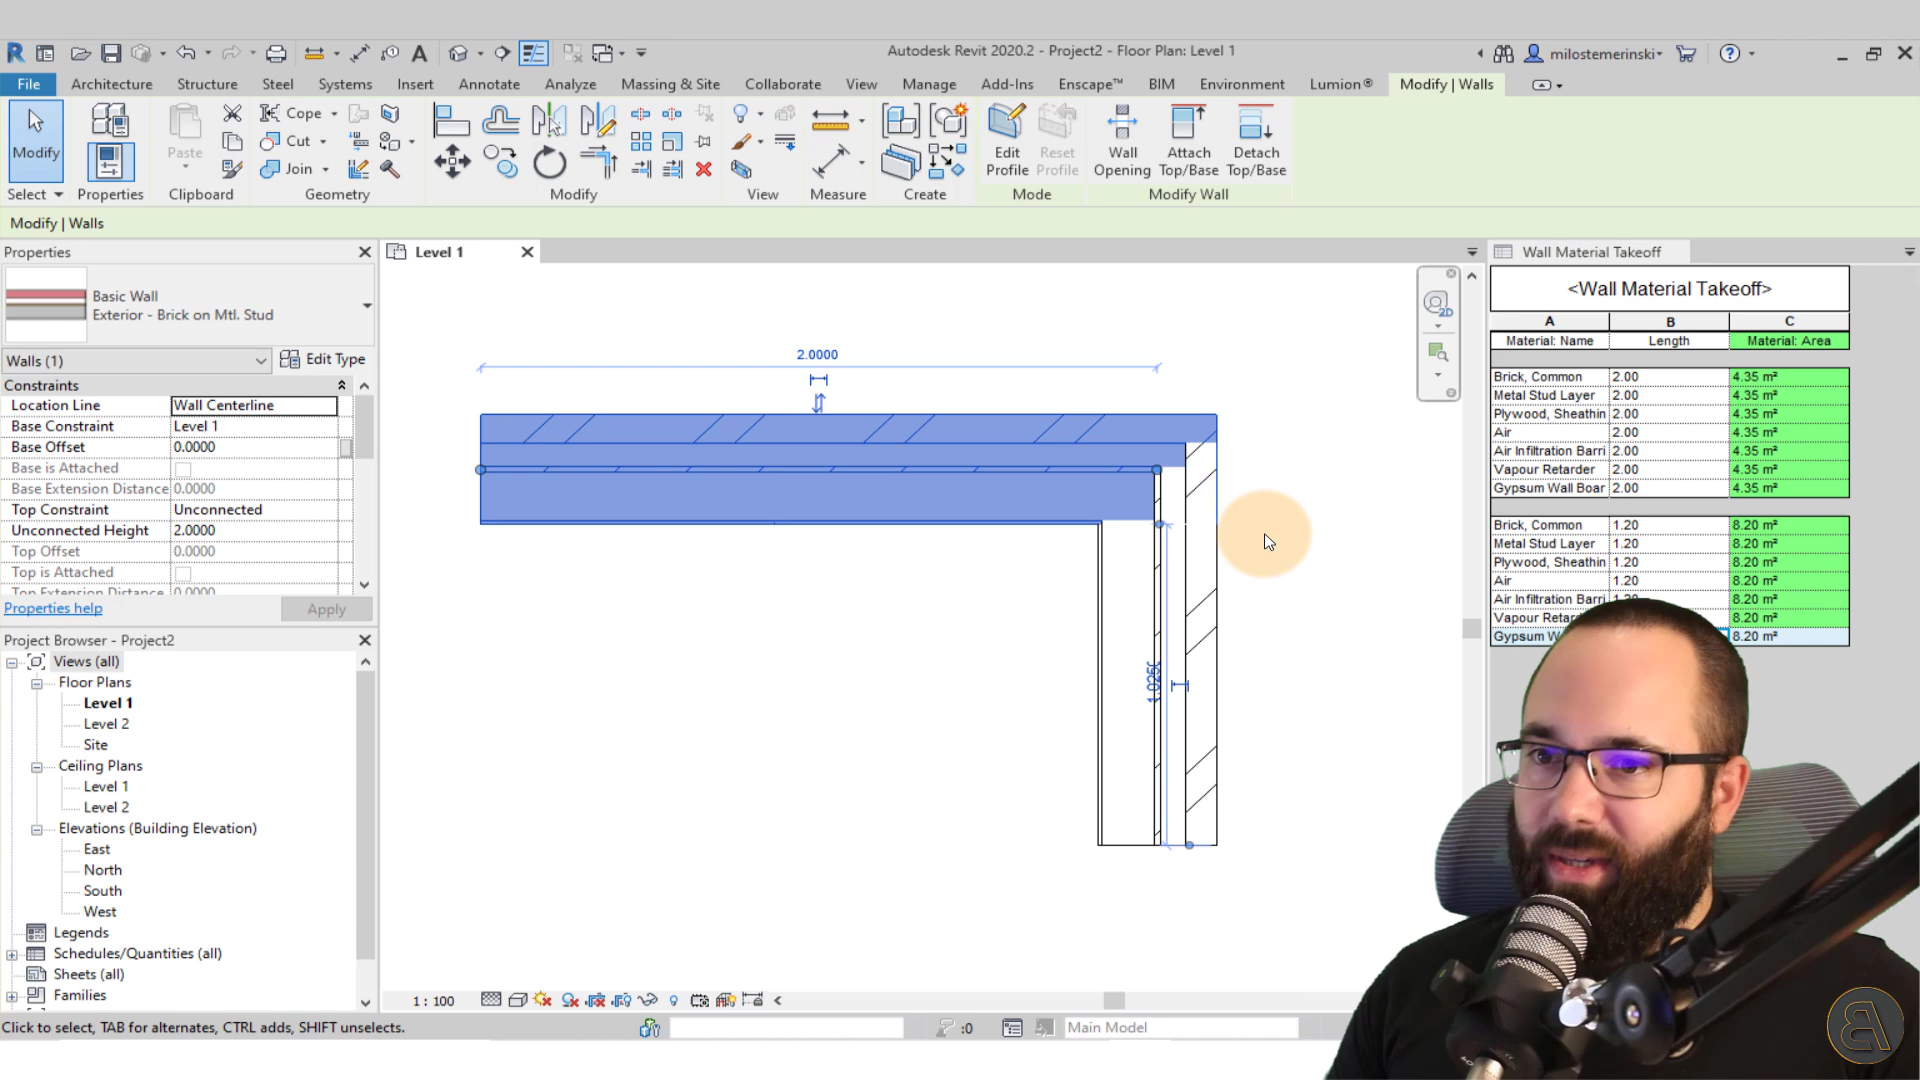 Autodesk Revit 2020.2 - Project2 - Floor Plan: Level 1
milostemerinski
File Architecture Structure Steel Systems Insert Annotate Analyze Massing & Site Collaborate View Manage Add-Ins Enscape™ BIM Environment Lumion® Modify | Walls
Modify
Paste
Cope
Cut
Join
Edit Profile
Reset Profile
Wall Opening
Attach Top/Base
Detach Top/Base
Select Properties Clipboard Geometry Modify View Measure Create Mode Modify Wall
Modify | Walls
Properties
Basic Wall
Exterior - Brick on Mtl. Stud
Walls (1)
Edit Type
Constraints
Location Line Wall Centerline
Base Constraint Level 1
Base Offset 0.0000
Base is Attached
Base Extension Distance 0.0000
Top Constraint Unconnected
Unconnected Height 2.0000
Top Offset 0.0000
Top is Attached
Top Extension Distance 0.0000
Properties help
Apply
Project Browser - Project2
Views (all)
Floor Plans
Level 1
Level 2
Site
Ceiling Plans
Level 1
Level 2
Elevations (Building Elevation)
East
North
South
West
Legends
Schedules/Quantities (all)
Sheets (all)
Families
Level 1
2.0000
2D
1 : 100
Wall Material Takeoff
<Wall Material Takeoff>
A B C
Material: Name Length Material: Area
Brick, Common 2.00 4.35 m²
Metal Stud Layer 2.00 4.35 m²
Plywood, Sheathin 2.00 4.35 m²
Air 2.00 4.35 m²
Air Infiltration Barri 2.00 4.35 m²
Vapour Retarder 2.00 4.35 m²
Gypsum Wall Boar 2.00 4.35 m²
Brick, Common 1.20 8.20 m²
Metal Stud Layer 1.20 8.20 m²
Plywood, Sheathin 1.20 8.20 m²
Air 1.20 8.20 m²
Air Infiltration Barri 1.20 8.20 m²
Vapour Retar 8.20 m²
Gypsum W 8.20 m²
Click to select, TAB for alternates, CTRL adds, SHIFT unselects.
:0
Main Model